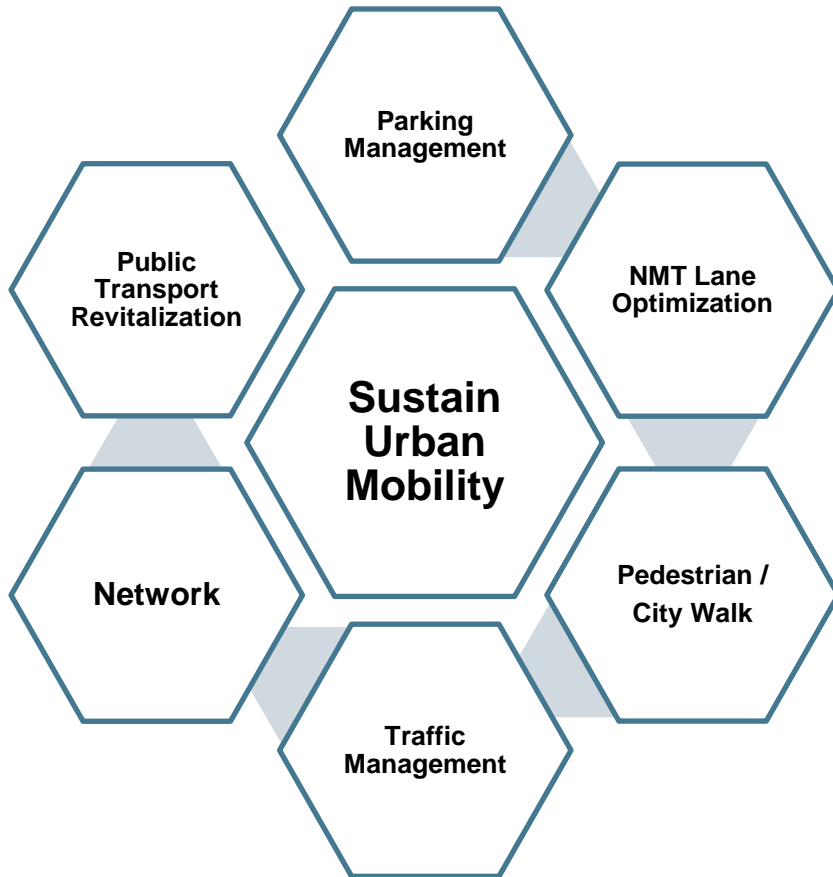 Parking
Management
Public
Transport
Revitalization
NMT Lane
Optimization
Sustain
Urban
Mobility
Network
Pedestrian /
City Walk
Traffic
Management